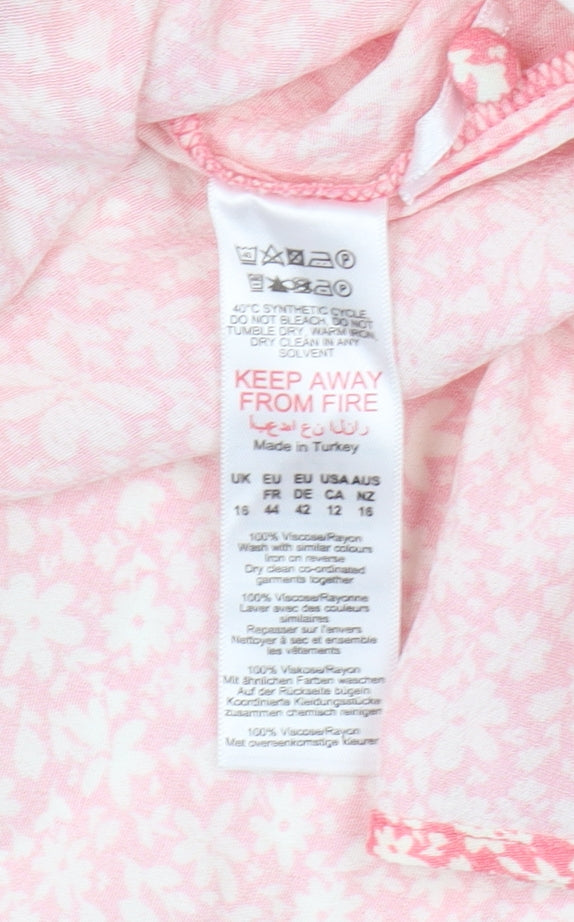 40°C SYNTHETIC CYCLE,
DO NOT BLEACH, DO NOT
TUMBLE DRY, WARM IRON,
DRY CLEAN IN ANY
SOLVENT
KEEP AWAY
FROM FIRE
Made in Turkey
UK EU EU USA AUS
FR DE CA NZ
16 44 42 12 16
100% Viscose/Rayon
Wash with similar colours
Iron on reverse
Dry clean co-ordinated
garments together
100% Viscose/Rayonne
Laver avec des couleurs
similaires
Repasser sur l'envers
Nettoyer à sec et ensemble
les vêtements
100% Viskose/Rayon
Mit ähnlichen Farben waschen
Auf der Rückseite bügeln
Koordinierte Kleidungsstücke
zusammen chemisch reinigen
100% Viscose/Rayon
Met overeenkomstige kleuren